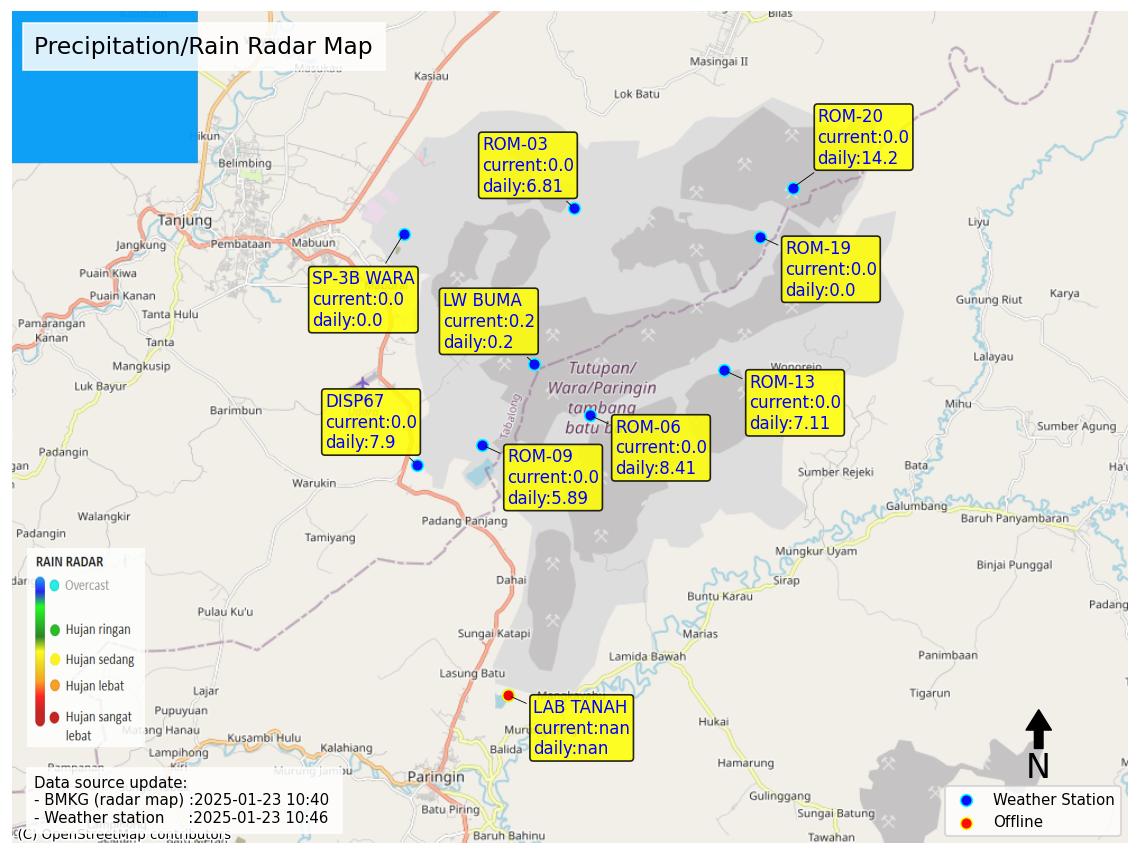 Precipitation/Rain Radar Map
Bilas
Masingai II
Kasiau
Lok Batu
Hikun
Belimbing
Tanjung
Jangkung
Pembataan
Mabuun
Puain Kiwa
Puain Kanan
Pamarangan
Kanan
Tanta Hulu
Tanta
Mangkusip
Luk Bayur
Barimbun
Liyu
Gunung Riut
Karya
Lalayau
Mihu
Sumber Agung
Wonorejo
ROM-20
current:0.0
daily:14.2
ROM-03
current:0.0
daily:6.81
ROM-19
current:0.0
daily:0.0
SP-3B WARA
current:0.0
daily:0.0
LW BUMA
current:0.2
daily:0.2
Tutupan/
Wara/Paringin
tambang
batu
Tabalong
ROM-13
current:0.0
daily:7.11
DISP67
current:0.0
daily:7.9
ROM-06
current:0.0
daily:8.41
ROM-09
current:0.0
daily:5.89
Warukin
Sumber Rejeki
Bata
Padangin
Walangkir
Padangin
Tamiyang
Padang Panjang
Galumbang
Baruh Panyambaran
Mungkur Uyam
Binjai Punggal
Sirap
Dahai
Buntu Karau
Padang
Pulau Ku'u
Sungai Katapi
Marias
Lamida Bawah
Panimbaan
Lasung Batu
Tigarun
Lajar
Pupuyuan
Matang Hanau
Kusambi Hulu
Kalahiang
Lampihong
Balida
Hukai
Murung Jambu
Paringin
Hamarung
Batu Piring
Gulinggang
Sungai Batung
Baruh Bahinu
Tawahan
LAB TANAH
current:nan
daily:nan
RAIN RADAR
Overcast
Hujan ringan
Hujan sedang
Hujan lebat
Hujan sangat
lebat
Data source update:
- BMKG (radar map) :2025-01-23 10:40
- Weather station :2025-01-23 10:46
(C) OpenStreetMap contributors
N
Weather Station
Offline